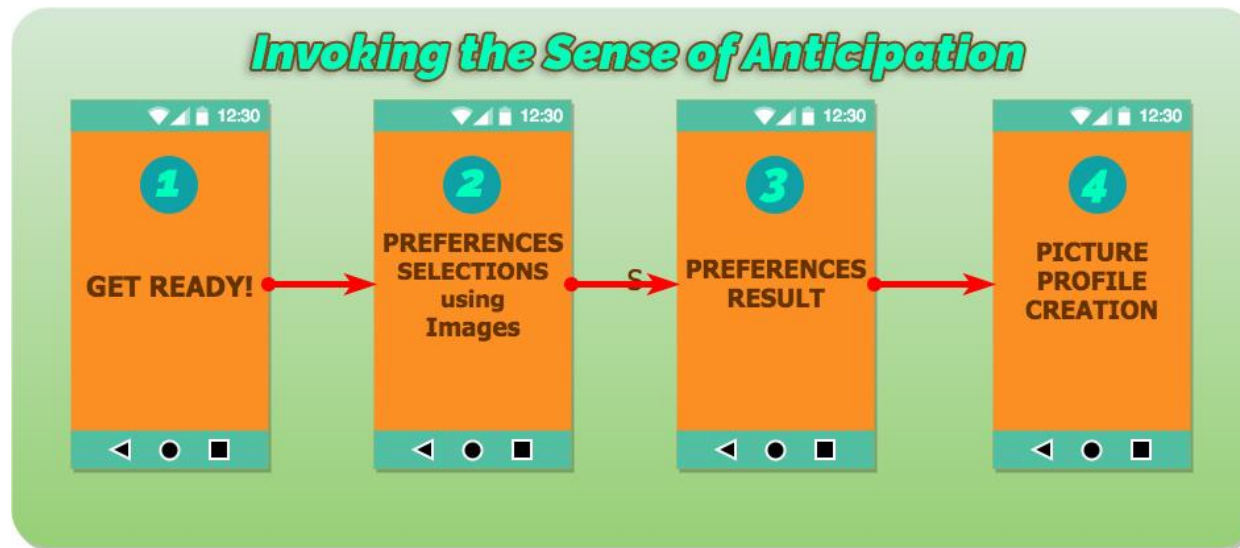 Invoking the Sense of Anticipation
12:30
12:30
12:30
12:30
1
2
3
4
GET READY!
PREFERENCES
SELECTIONS
using
Images
S
PREFERENCES
RESULT
PICTURE
PROFILE
CREATION